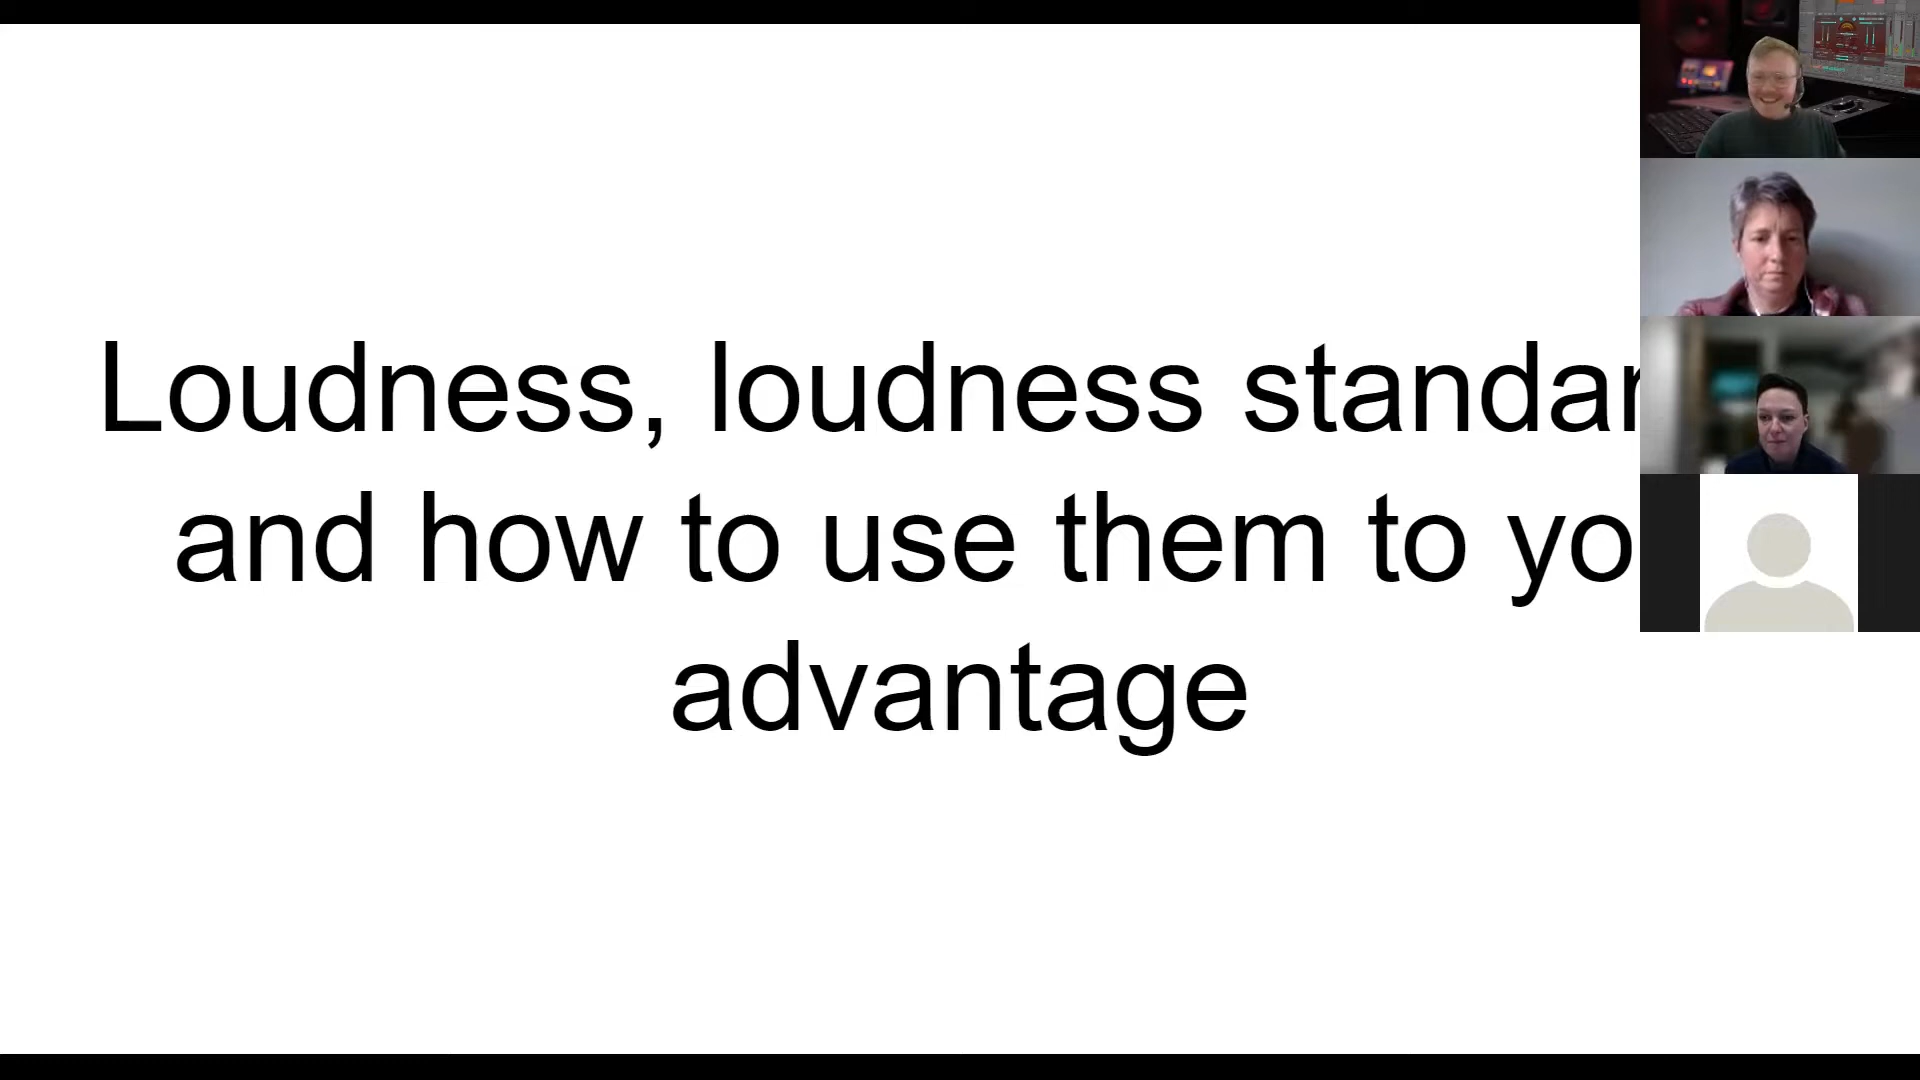 Loudness, loudness standar
and how to use them to yo
advantage